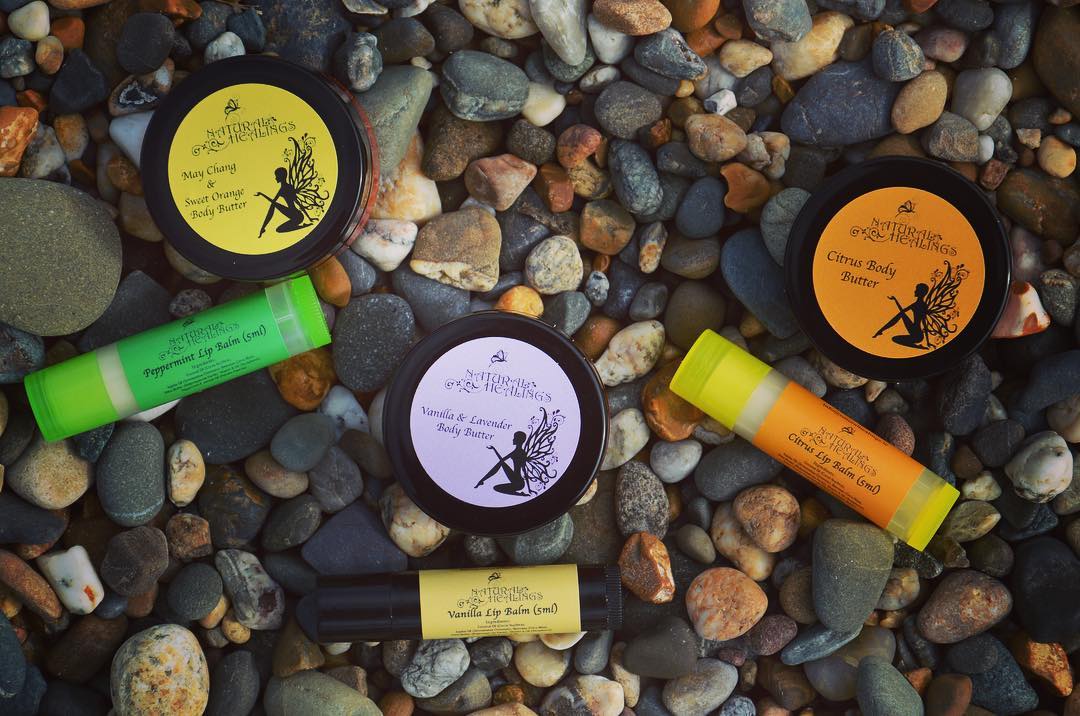 NATURAL
HEALINGS
May Chang
&
Sweet Orange
Body Butter
NATURAL
HEALINGS
Peppermint Lip Balm (5ml)
NATURAL
HEALINGS
Vanilla & Lavender
Body Butter
NATURAL
HEALINGS
Citrus Body
Butter
NATURAL
HEALINGS
Citrus Lip Balm (5ml)
Ingredients:
NATURAL
HEALINGS
Vanilla Lip Balm (5ml)
Ingredients: